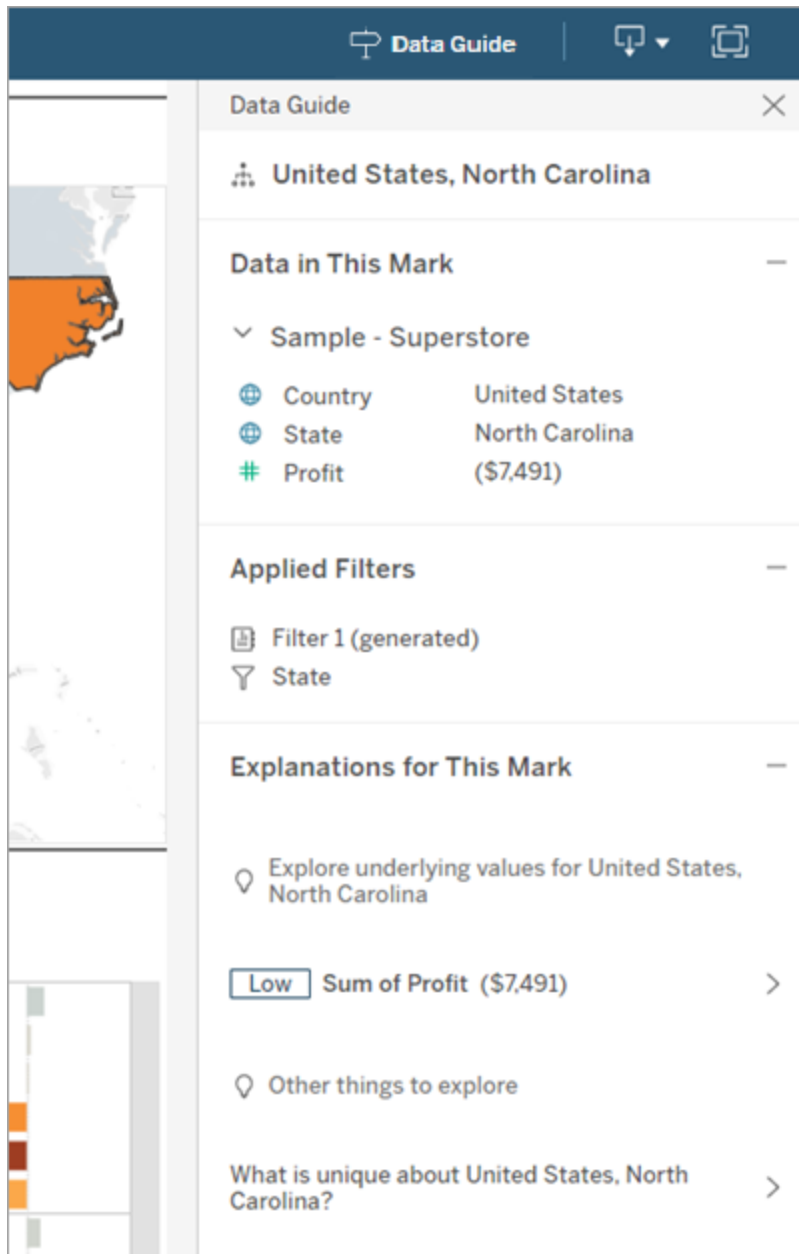 Data Guide
Data Guide
United States, North Carolina
Data in This Mark
Sample - Superstore
Country United States
State North Carolina
Profit ($7,491)
Applied Filters
Filter 1 (generated)
State
Explanations for This Mark
Explore underlying values for United States,
North Carolina
Low Sum of Profit ($7,491)
Other things to explore
What is unique about United States, North
Carolina?